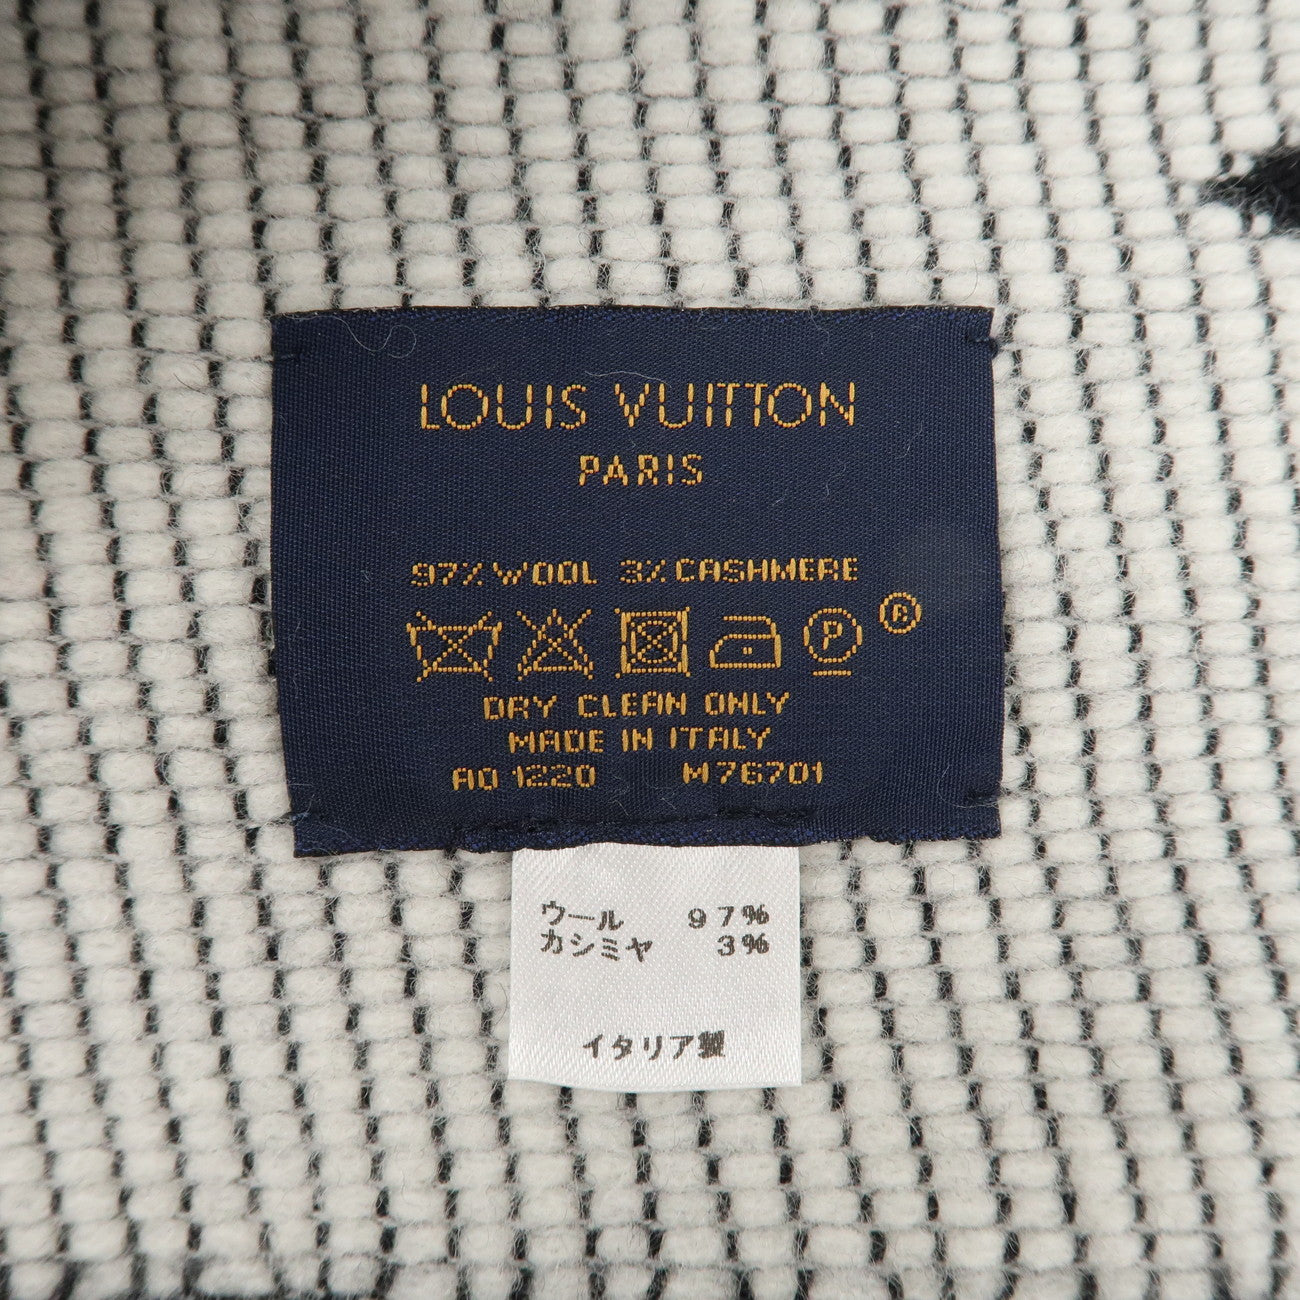 LOUIS VUITTON
PARIS
97% WOOL 3% CASHMERE
P ®
DRY CLEAN ONLY
MADE IN ITALY
AO 1220 M76701
ウール 97%
カシミヤ 3%
イタリア製